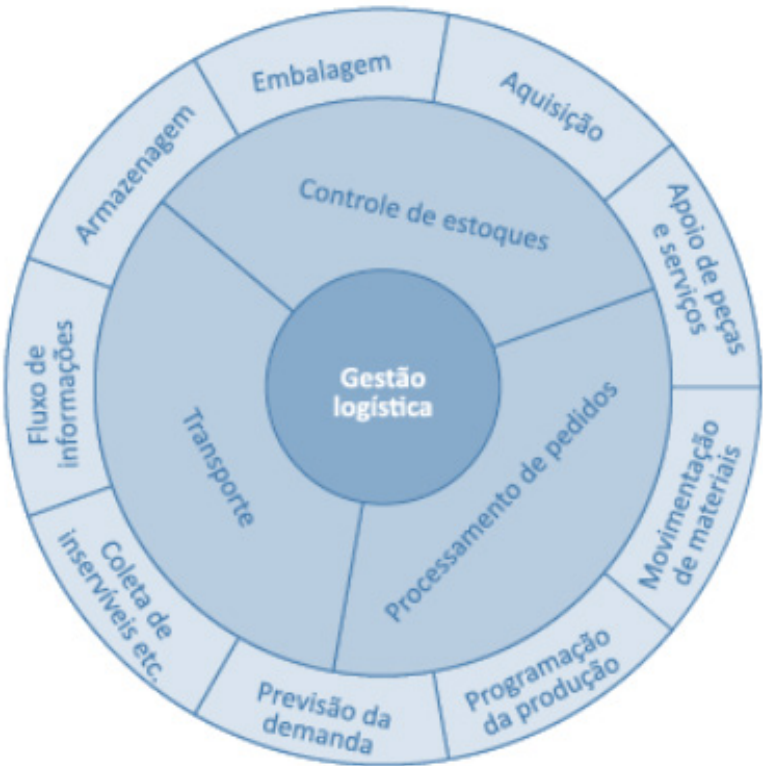 Embalagem
Aquisição
Armazenagem
Apoio de peças
e serviços
Controle de estoques
Fluxo de
informações
Gestão
logística
Transporte
Processamento de pedidos
Movimentação
de materiais
Coleta de
inservíveis etc.
Previsão da
demanda
Programação
da produção